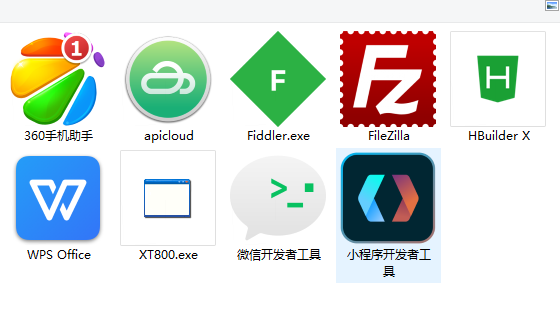 1
360手机助手
apicloud
F
Fiddler.exe
Fz
FileZilla
H
HBuilder X
W
WPS Office
XT800.exe
>_
微信开发者工具
小程序开发者工
具